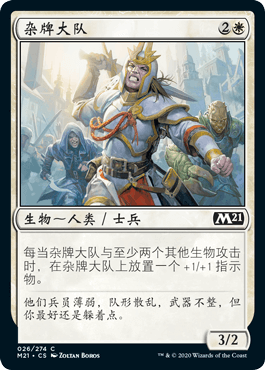 杂牌大队 2
生物～人类／士兵 M21
每当杂牌大队与至少两个其他生物攻击
时，在杂牌大队上放置一个 +1/+1 指示
物。
他们兵员薄弱，队形散乱，武器不整，但
你最好还是躲着点。
3/2
026/274 C
M21 • CS ZOLTAN BOROS
™ & © 2020 Wizards of the Coast